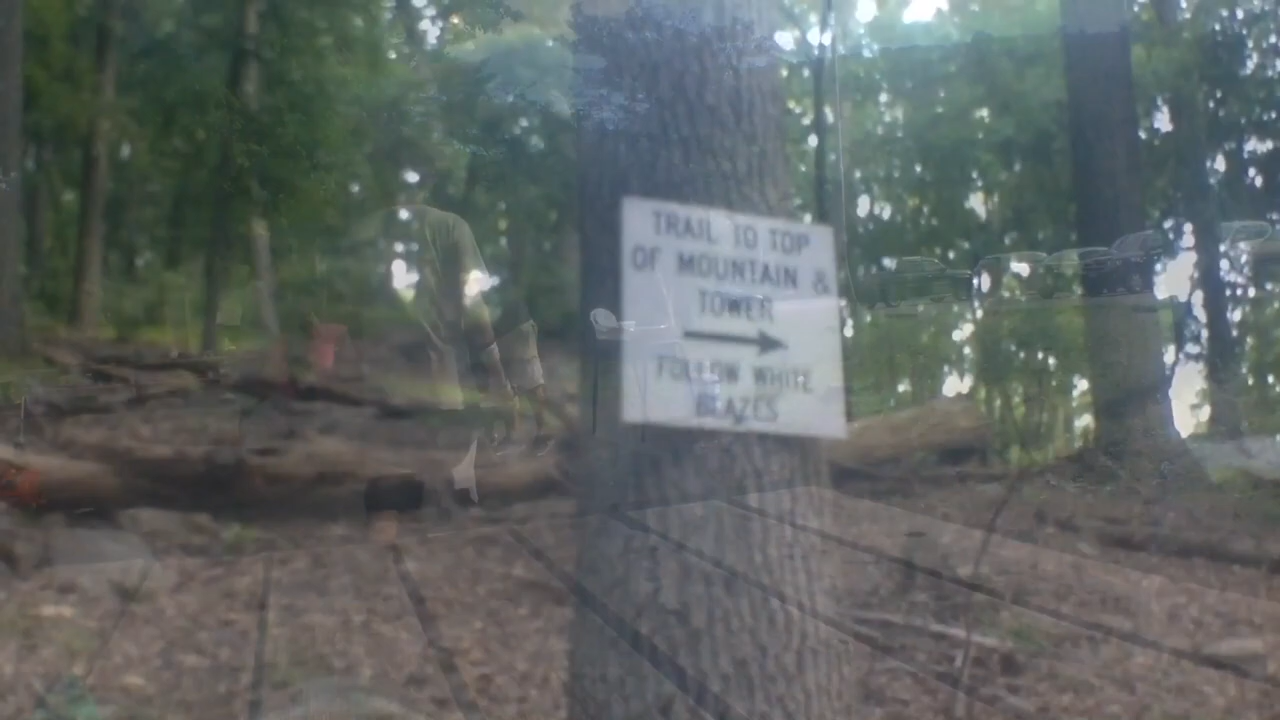 TRAIL TO TOP
OF MOUNTAIN &
TOWER
FOLLOW WHITE
BLAZES